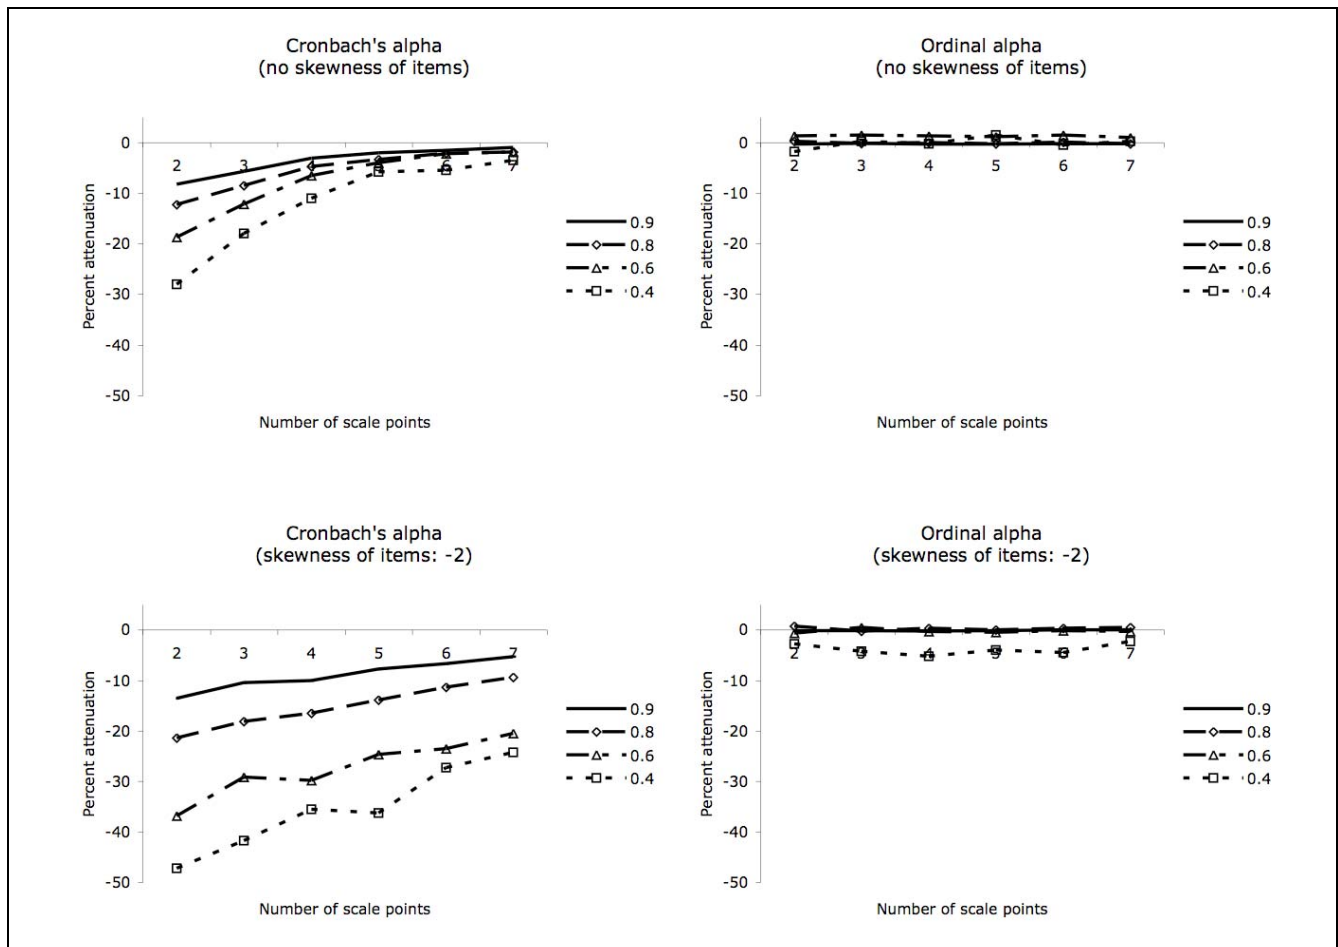 Cronbach's alpha
(no skewness of items)
0
-10
-20
-30
-40
-50
2 3 4 5 6 7
Percent attenuation
Number of scale points
0.9
0.8
0.6
0.4
Ordinal alpha
(no skewness of items)
0
-10
-20
-30
-40
-50
2 3 4 5 6 7
Percent attenuation
Number of scale points
0.9
0.8
0.6
0.4
Cronbach's alpha
(skewness of items: -2)
0
-10
-20
-30
-40
-50
2 3 4 5 6 7
Percent attenuation
Number of scale points
0.9
0.8
0.6
0.4
Ordinal alpha
(skewness of items: -2)
0
-10
-20
-30
-40
-50
2 3 4 5 6 7
Percent attenuation
Number of scale points
0.9
0.8
0.6
0.4